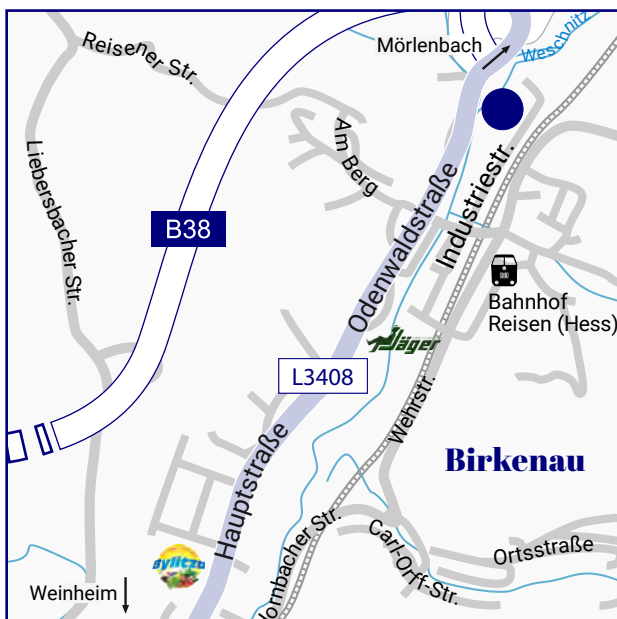 Mörlenbach
Weschnitz
Reisener Str.
Am Berg
Liebersbacher Str.
B38
Odenwaldstraße
Industriestr.
Bahnhof
Reisen (Hess)
Jäger
L3408
Wehrstr.
Hauptstraße
Birkenau
Bylitza
Hornbacher Str.
Carl-Orff-Str.
Ortsstraße
Weinheim